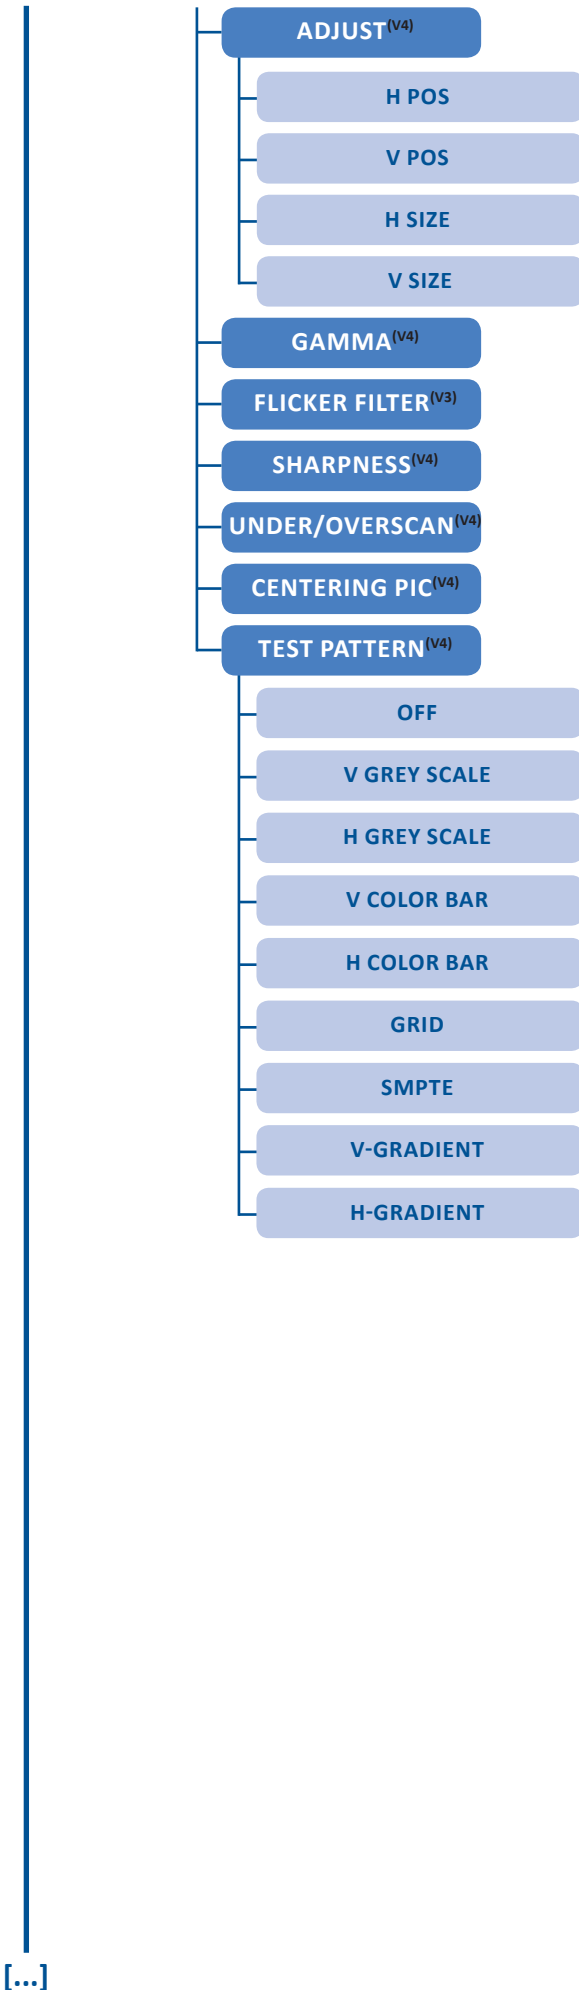 ADJUST(V4)
H POS
V POS
H SIZE
V SIZE
GAMMA(V4)
FLICKER FILTER(V3)
SHARPNESS(V4)
UNDER/OVERSCAN(V4)
CENTERING PIC(V4)
TEST PATTERN(V4)
OFF
V GREY SCALE
H GREY SCALE
V COLOR BAR
H COLOR BAR
GRID
SMPTE
V-GRADIENT
H-GRADIENT
[...]